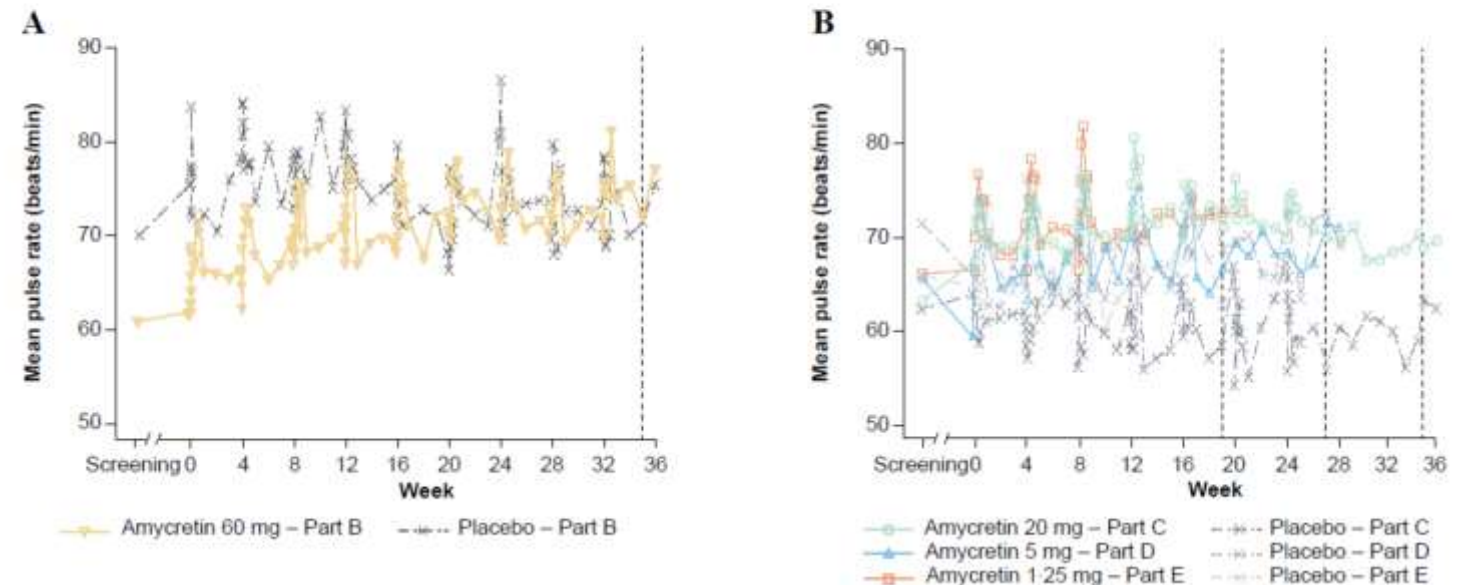 A
Mean pulse rate (beats/min)
90
80
70
60
50
Screening 0 4 8 12 16 20 24 28 32 36
Week
Amycretin 60 mg – Part B Placebo – Part B
B
Mean pulse rate (beats/min)
90
80
70
60
50
Screening 0 4 8 12 16 20 24 28 32 36
Week
Amycretin 20 mg – Part C Placebo – Part C
Amycretin 5 mg – Part D Placebo – Part D
Amycretin 1·25 mg – Part E Placebo – Part E